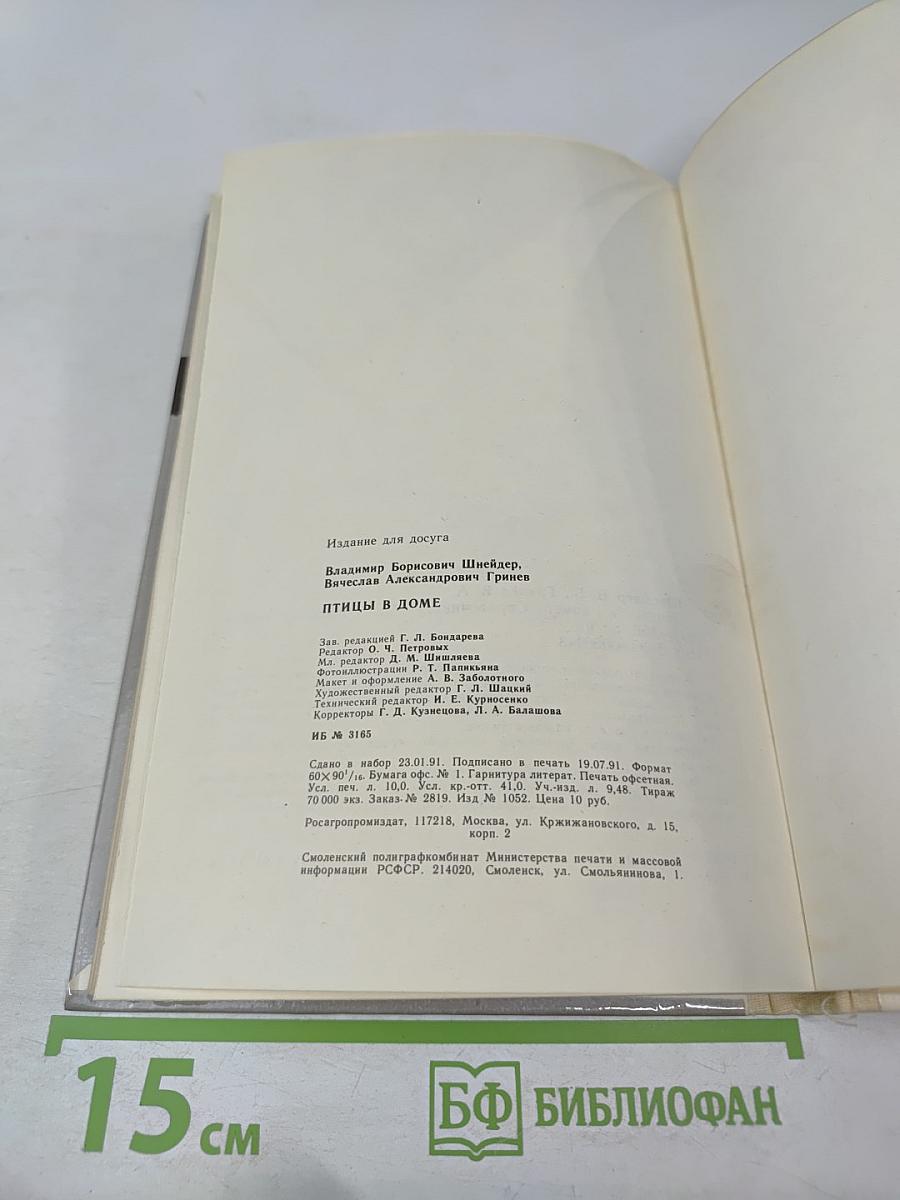 Издание для досуга
Владимир Борисович Шнейдер,
Вячеслав Александрович Гринев
ПТИЦЫ В ДОМЕ
Зав. редакцией Г. Л. Бондарева
Редактор О. Ч. Петровых
Мл. редактор Д. М. Шишляева
Фотоиллюстрации Р. Т. Папикьяна
Макет и оформление А. В. Заболотного
Художественный редактор Г. Л. Шацкий
Технический редактор И. Е. Курносенко
Корректоры Г. Д. Кузнецова, Л. А. Балашова
ИБ № 3165
Сдано в набор 23.01.91. Подписано в печать 19.07.91. Формат
60×90¹/₁₆. Бумага офс. № 1. Гарнитура литерат. Печать офсетная.
Усл. печ. л. 10,0. Усл. кр.-отт. 41,0. Уч.-изд. л. 9,48. Тираж
70 000 экз. Заказ № 2819. Изд № 1052. Цена 10 руб.
Росагропромиздат, 117218, Москва, ул. Кржижановского, д. 15,
корп. 2
Смоленский полиграфкомбинат Министерства печати и массовой
информации РСФСР. 214020, Смоленск, ул. Смольянинова, 1.
15 см
БФ БИБЛИОФАН